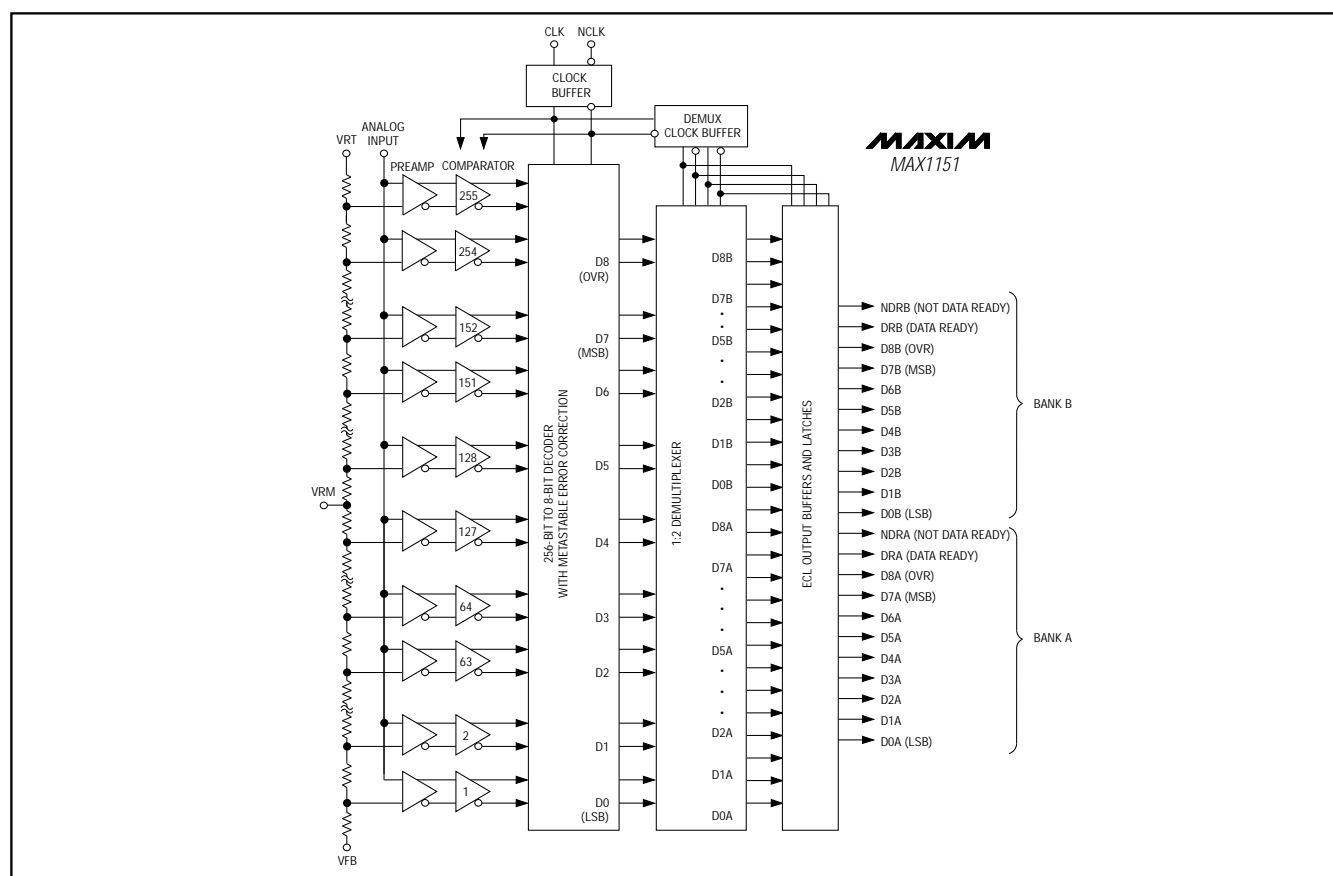 CLK NCLK
CLOCK
BUFFER
DEMUX
CLOCK BUFFER
MAXIM
MAX1151
VRT
ANALOG
INPUT
PREAMP
COMPARATOR
255
254
152
151
128
VRM
127
64
63
2
1
VFB
256-BIT TO 8-BIT DECODER
WITH METASTABLE ERROR CORRECTION
D8
(OVR)
D7
(MSB)
D6
D5
D4
D3
D2
D1
D0
(LSB)
1:2 DEMULTIPLEXER
D8B
D7B
D5B
D2B
D1B
D0B
D8A
D7A
D5A
D2A
D1A
D0A
ECL OUTPUT BUFFERS AND LATCHES
NDRB (NOT DATA READY)
DRB (DATA READY)
D8B (OVR)
D7B (MSB)
D6B
D5B
D4B
D3B
D2B
D1B
D0B (LSB)
BANK B
NDRA (NOT DATA READY)
DRA (DATA READY)
D8A (OVR)
D7A (MSB)
D6A
D5A
D4A
D3A
D2A
D1A
D0A (LSB)
BANK A